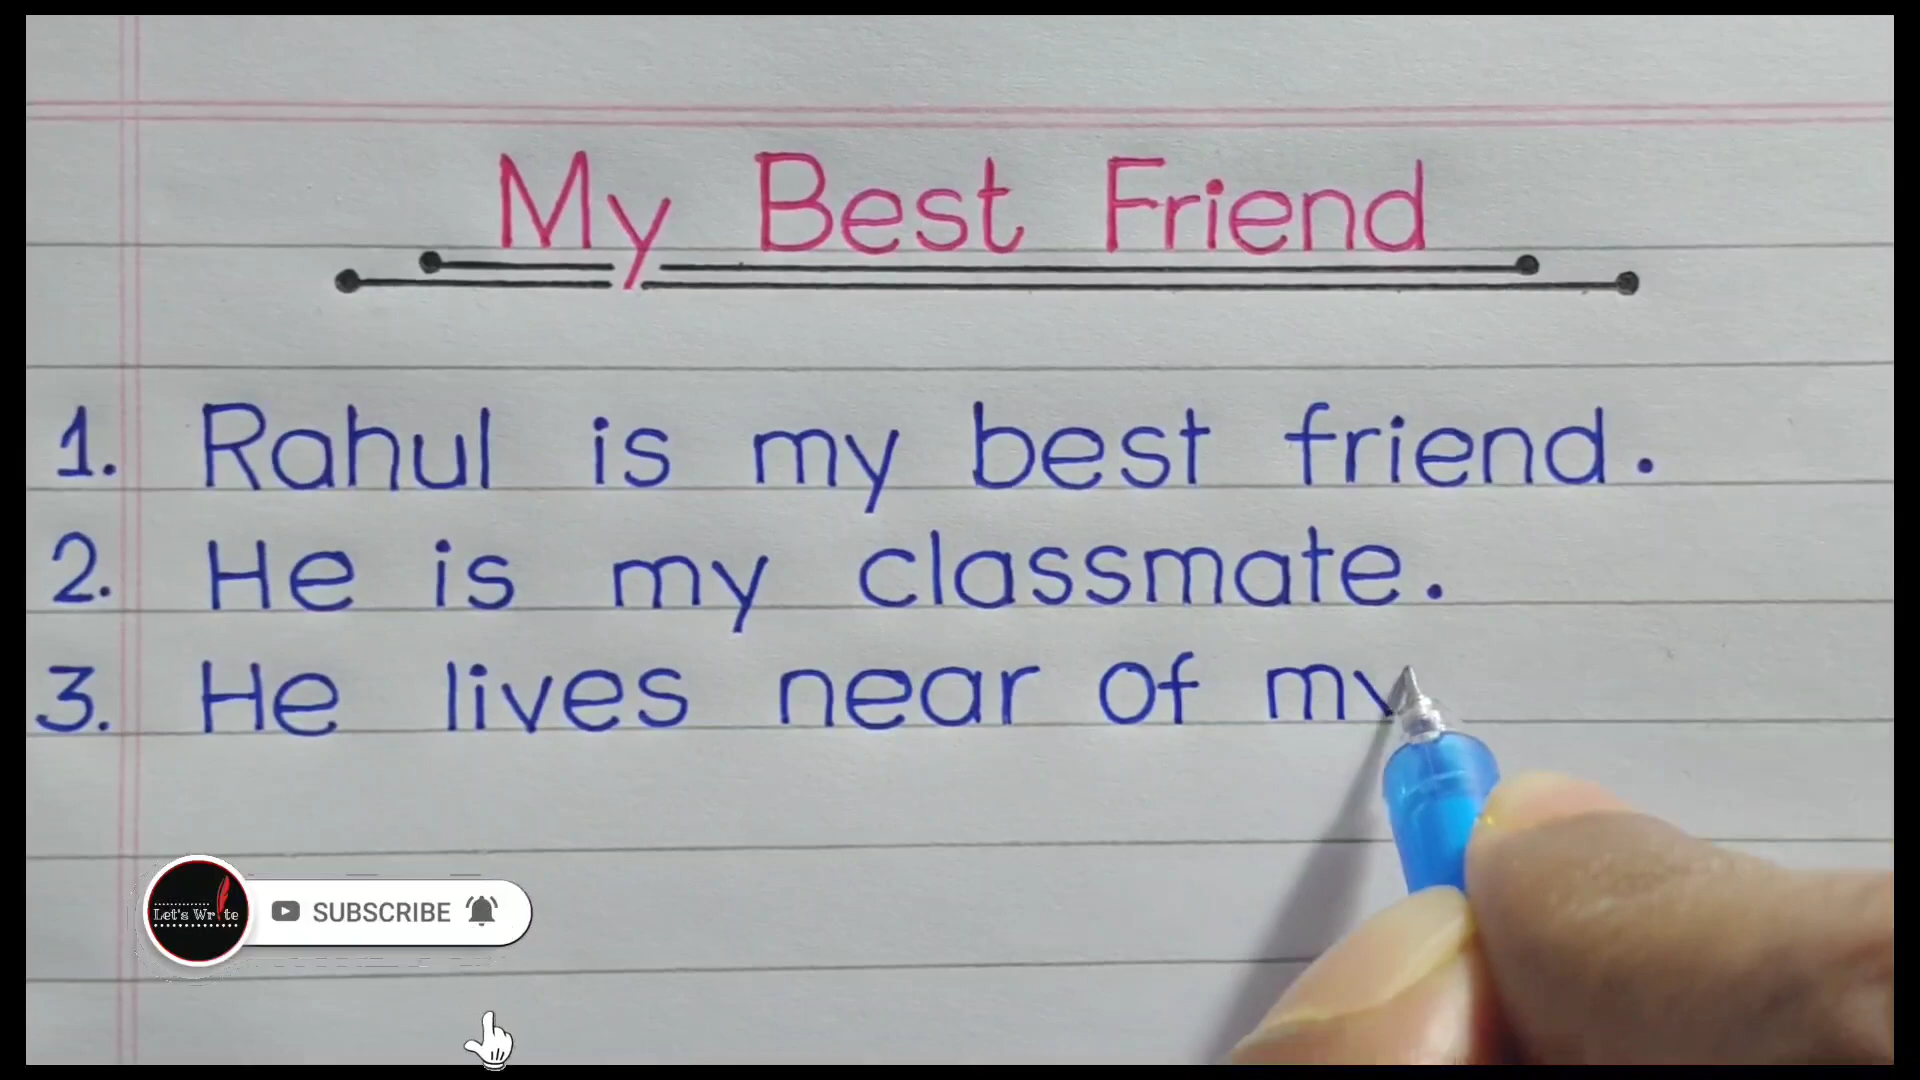 My Best Friend
1. Rahul is my best friend.
2. He is my classmate.
3. He lives near of my
Let's Write
SUBSCRIBE